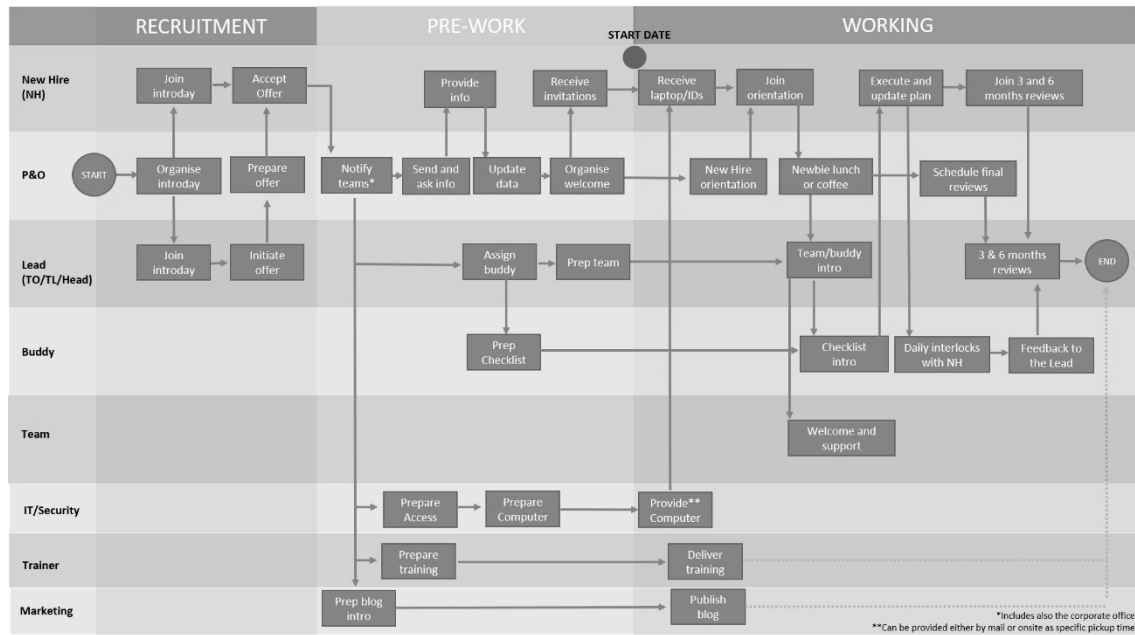 RECRUITMENT
PRE-WORK
WORKING
START DATE
New Hire
(NH)
Join
introday
Accept
Offer
Provide
info
Receive
invitations
Receive
laptop/IDs
Join
orientation
Execute and
update plan
Join 3 and 6
months reviews
P&O
START
Organise
introday
Prepare
offer
Notify
teams*
Send and
ask info
Update
data
Organise
welcome
New Hire
orientation
Newbie lunch
or coffee
Schedule final
reviews
Lead
(TO/TL/Head)
Join
introday
Initiate
offer
Assign
buddy
Prep team
Team/buddy
intro
3 & 6 months
reviews
END
Buddy
Prep
Checklist
Checklist
intro
Daily interlocks
with NH
Feedback to
the Lead
Team
Welcome and
support
IT/Security
Prepare
Access
Prepare
Computer
Provide**
Computer
Trainer
Prepare
training
Deliver
training
Marketing
Prep blog
intro
Publish
blog
*Includes also the corporate office
**Can be provided either by mail or onsite as specific pickup time